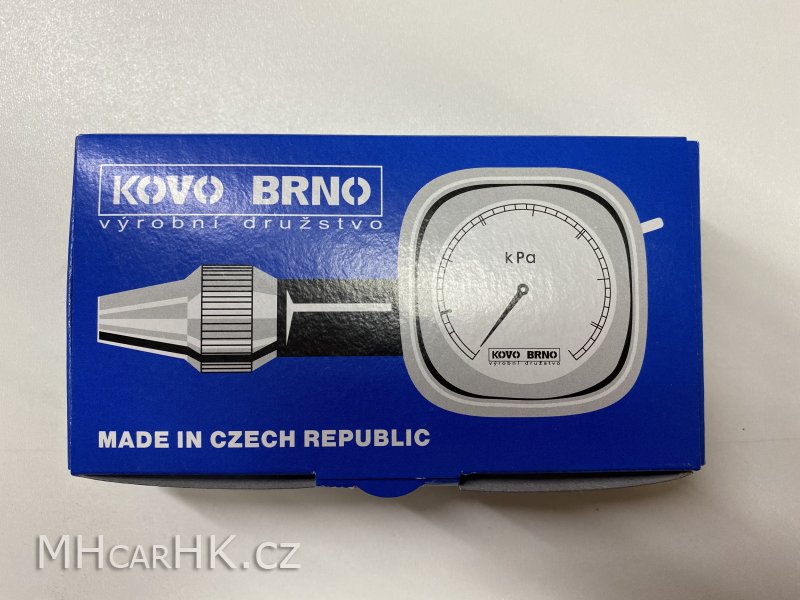 KOVO BRNO
výrobní družstvo
kPa
KOVO BRNO
výrobní družstvo
MADE IN CZECH REPUBLIC
MHCARHK.CZ